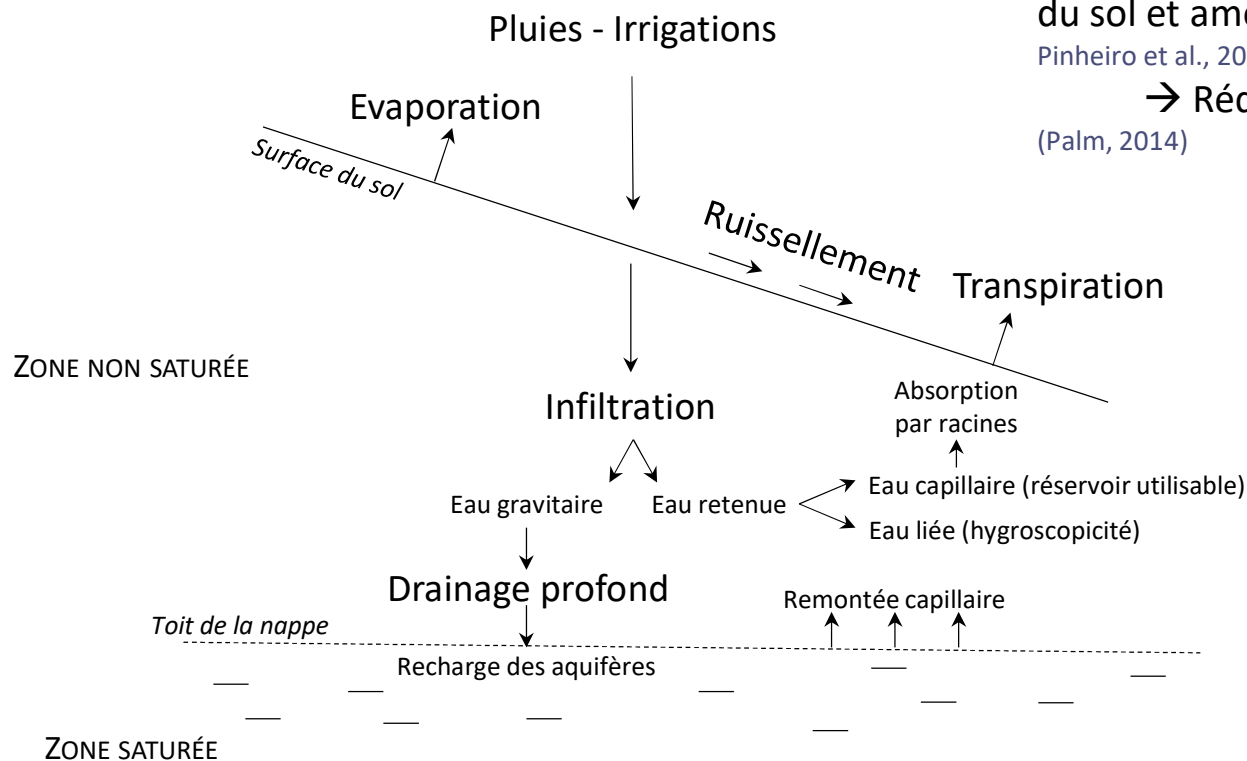 Pluies - Irrigations
du sol et amé
Pinheiro et al., 20
→ Réd
(Palm, 2014)
Evaporation
Surface du sol
Ruissellement
Transpiration
ZONE NON SATURÉE
Infiltration
Absorption
par racines
Eau gravitaire
Eau retenue
Eau capillaire (réservoir utilisable)
Eau liée (hygroscopicité)
Drainage profond
Remontée capillaire
Toit de la nappe
Recharge des aquifères
ZONE SATURÉE